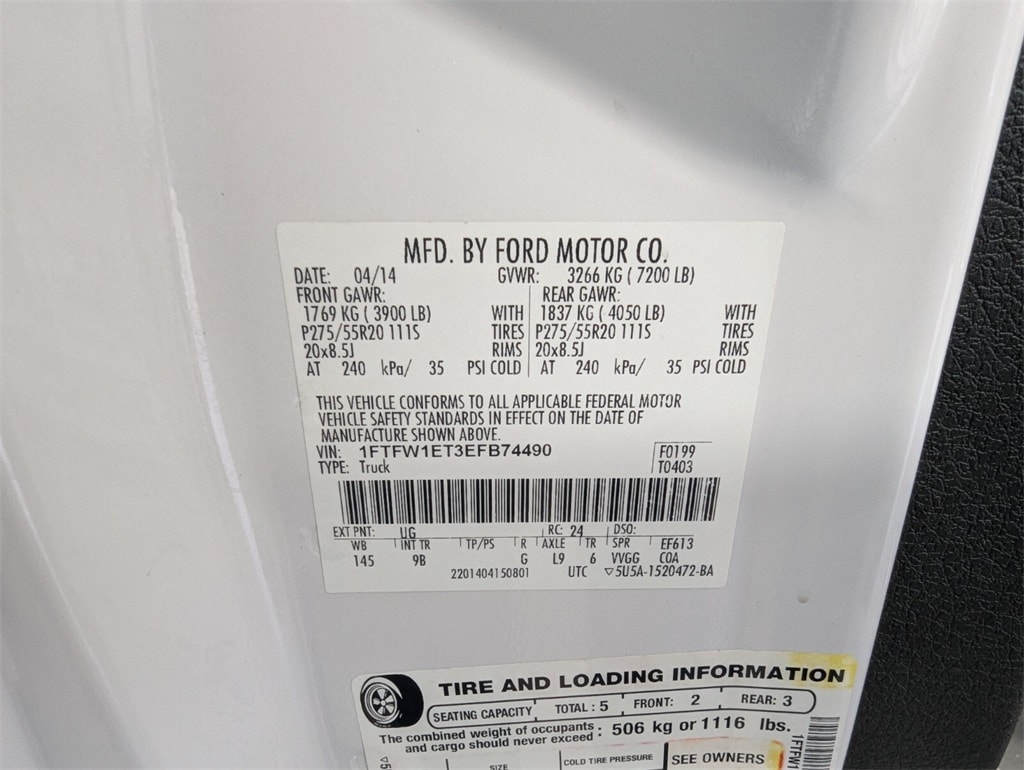 MFD. BY FORD MOTOR CO.
DATE: 04/14 GVWR: 3266 KG ( 7200 LB)
FRONT GAWR: REAR GAWR:
1769 KG ( 3900 LB) WITH 1837 KG ( 4050 LB) WITH
P275/55R20 111S TIRES P275/55R20 111S TIRES
20x8.5J RIMS 20x8.5J RIMS
AT 240 kPa/ 35 PSI COLD AT 240 kPa/ 35 PSI COLD
THIS VEHICLE CONFORMS TO ALL APPLICABLE FEDERAL MOTOR
VEHICLE SAFETY STANDARDS IN EFFECT ON THE DATE OF
MANUFACTURE SHOWN ABOVE.
VIN: 1FTFW1ET3EFB74490 F0199
TYPE: Truck T0403
EXT PNT: UG RC: 24 DSO:
WB INT TR TP/PS R AXLE TR SPR EF613
145 9B G L9 6 VVGG COA
2201404150801 UTC ▽5U5A-1520472-BA
TIRE AND LOADING INFORMATION
SEATING CAPACITY TOTAL : 5 FRONT: 2 REAR: 3
The combined weight of occupants : 506 kg or 1116 lbs.
and cargo should never exceed
SIZE COLD TIRE PRESSURE SEE OWNERS
1FTFW1
▽5